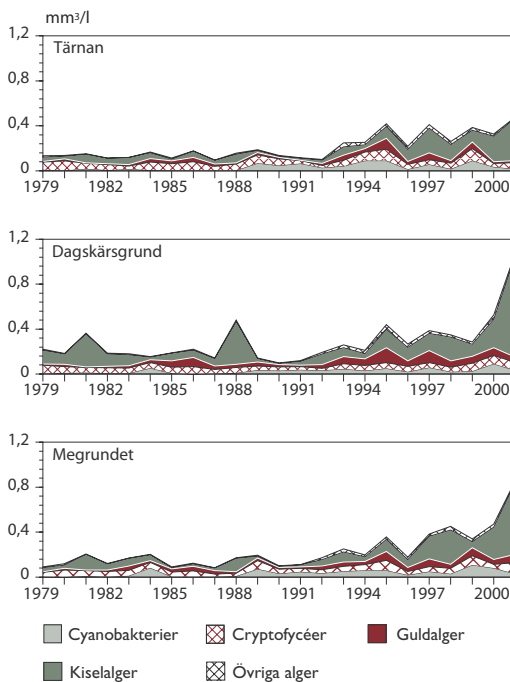 mm³/l
1,2
Tärnan
0,8
0,4
0
1979 1982 1985 1988 1991 1994 1997 2000
1,2
Dagskärsgrund
0,8
0,4
0
1979 1982 1985 1988 1991 1994 1997 2000
1,2
Megrundet
0,8
0,4
0
1979 1982 1985 1988 1991 1994 1997 2000
Cyanobakterier Cryptofycéer Guldalger
Kiselalger Övriga alger